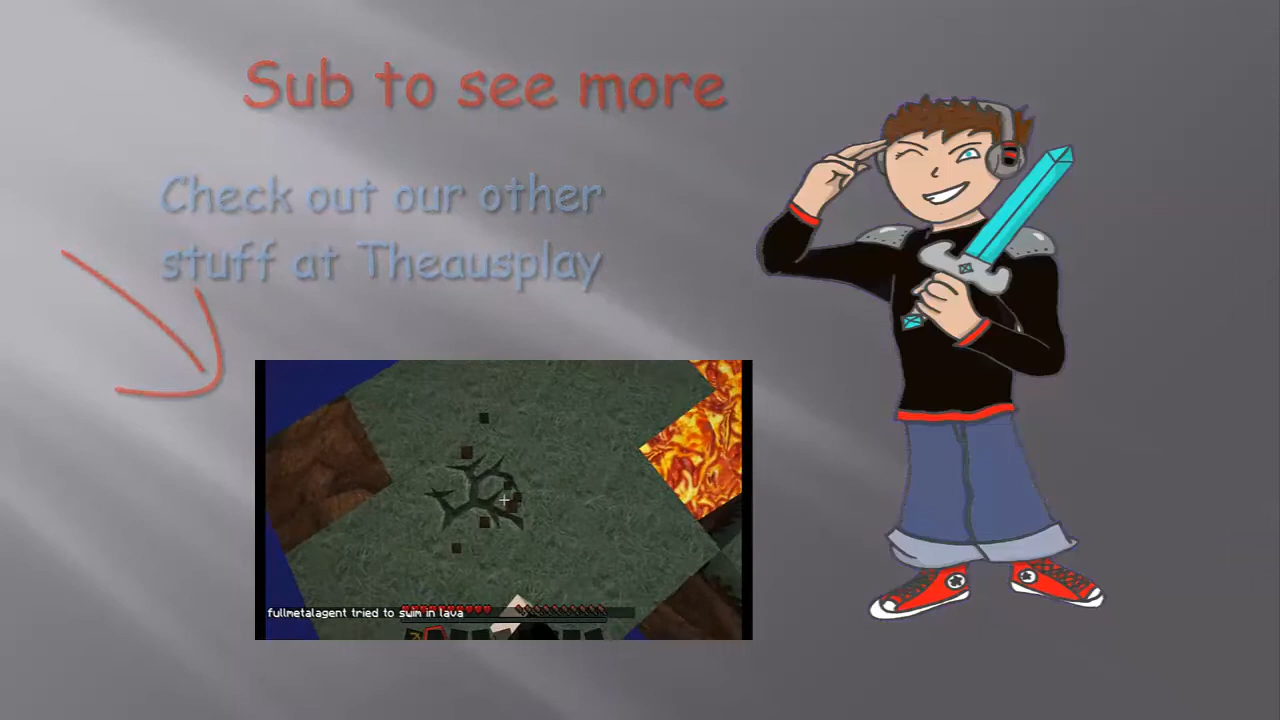 Sub to see more
Check out our other
stuff at Theausplay
fullmetalagent tried to swim in lava